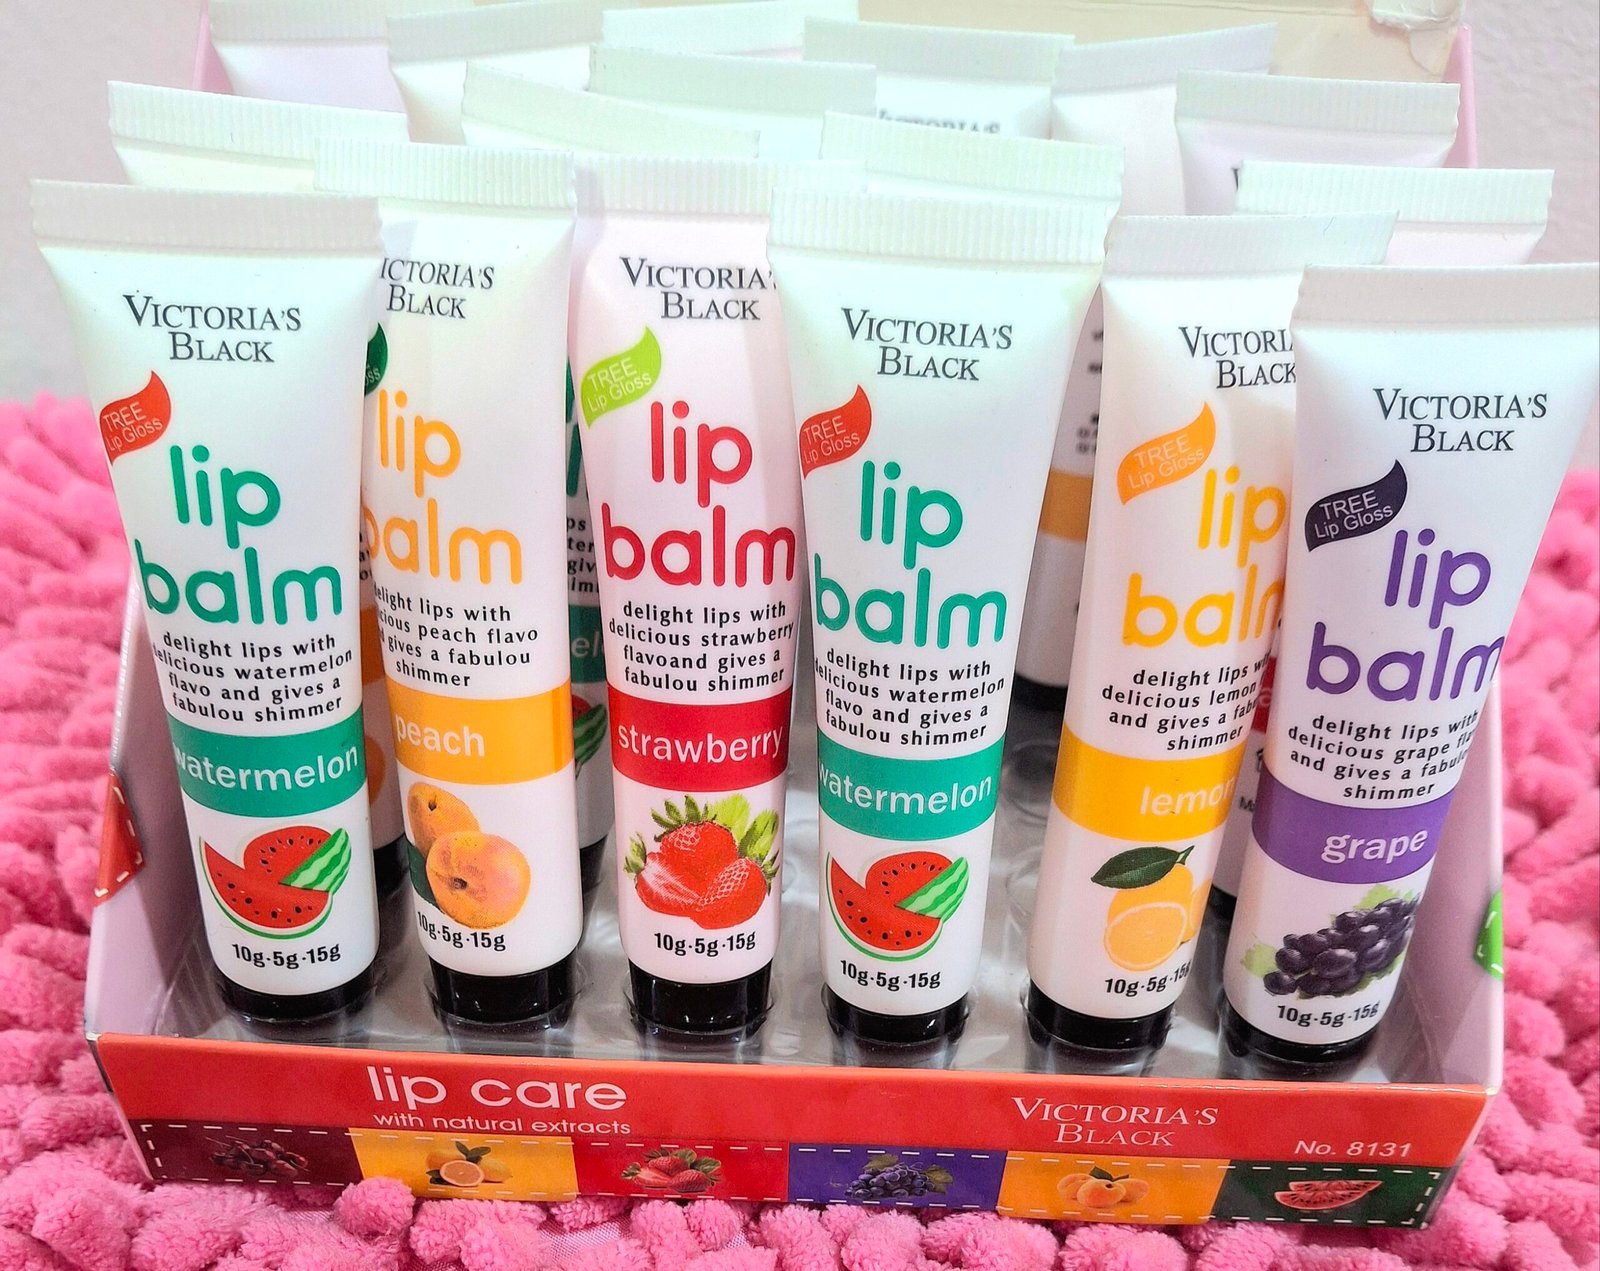 VICTORIA'S
BLACK
TREE
Lip Gloss
lip
balm
delight lips with
delicious watermelon
flavo and gives a
fabulou shimmer
watermelon
10g·5g·15g
BLACK
lip
balm
lips with
peach flavo
gives a fabulou
shimmer
peach
10g·5g·15g
VICTORIA'S
BLACK
TREE
Lip Gloss
lip
balm
delight lips with
delicious strawberry
flavoand gives a
fabulou shimmer
strawberry
10g·5g·15g
VICTORIA'S
BLACK
TREE
Lip Gloss
lip
balm
delight lips with
delicious watermelon
flavo and gives a
fabulou shimmer
watermelon
10g·5g·15g
BLACK
TREE
Lip Gloss
lip
balm
delight lips
delicious lemon
and gives a
shimmer
lemon
10g·5g·15g
VICTORIA'S
BLACK
TREE
Lip Gloss
lip
balm
delight lips with
delicious grape
and gives a
shimmer
grape
10g·5g·15g
lip care
with natural extracts
VICTORIA'S
BLACK
No. 8131